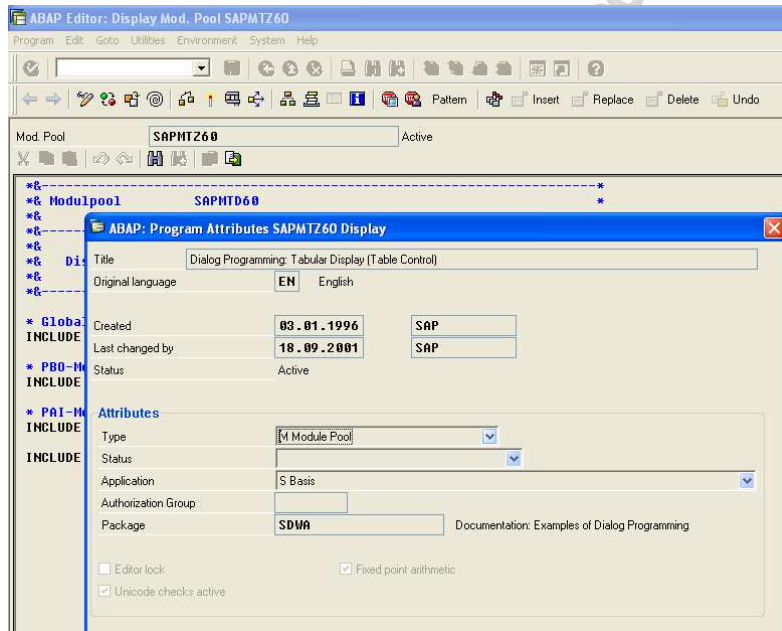 ABAP Editor: Display Mod. Pool SAPMTZ60
Program Edit Goto Utilities Environment System Help
Pattern Insert Replace Delete Undo
Mod. Pool SAPMTZ60 Active
*&---------------------------------------------------------------------*
*& Modulpool SAPMTD60 *
*&
*&------
ABAP: Program Attributes SAPMTZ60 Display
*&
*& Dis
*&
*&------
Title Dialog Programming: Tabular Display (Table Control)
Original language EN English
* Global
INCLUDE
Created 03.01.1996 SAP
Last changed by 18.09.2001 SAP
* PBO-Mo
INCLUDE
Status Active
* PAI-Mo
INCLUDE
INCLUDE
Attributes
Type M Module Pool
Status
Application S Basis
Authorization Group
Package SDWA Documentation: Examples of Dialog Programming
Editor lock Fixed point arithmetic
Unicode checks active